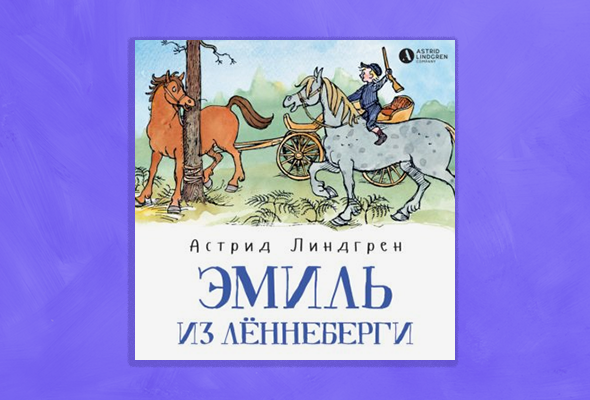 ASTRID
LINDGREN
COMPANY
Астрид Линдгрен
ЭМИЛЬ
ИЗ ЛЁННЕБЕРГИ